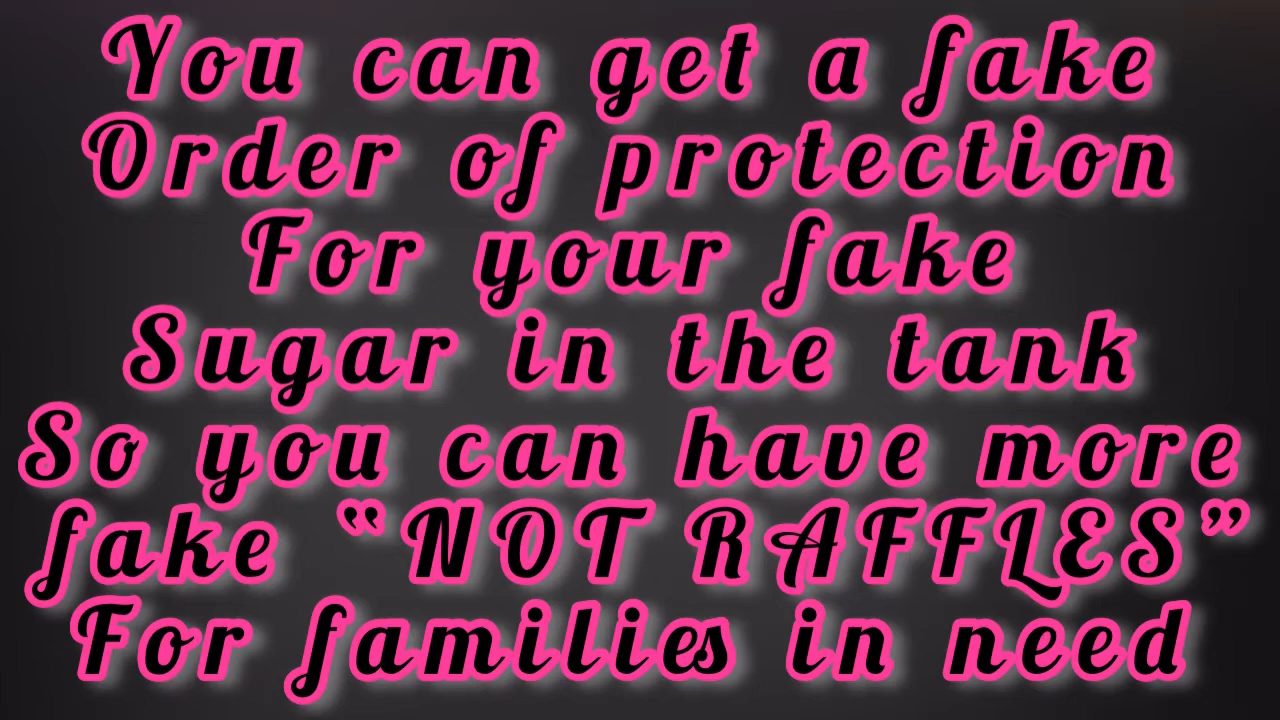 You can get a fake
Order of protection
For your fake
Sugar in the tank
So you can have more
fake “NOT RAFFLES”
For families in need